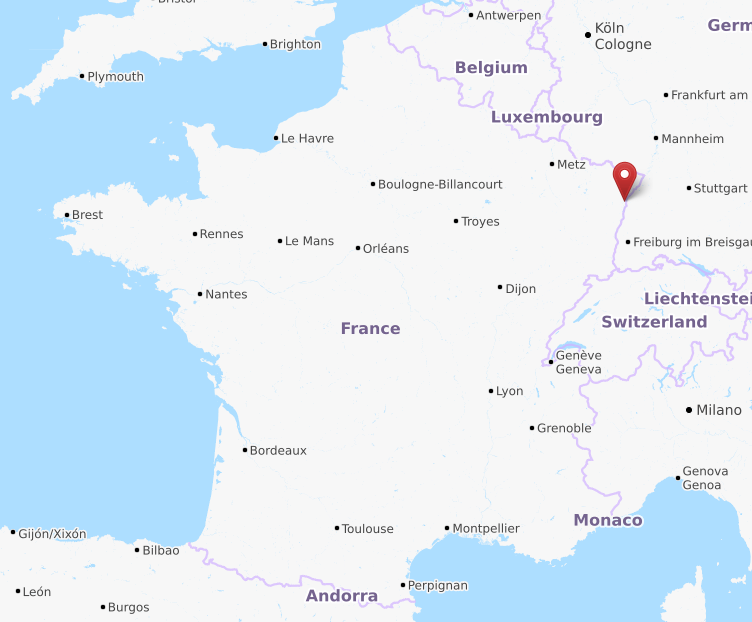 Bristol
Antwerpen
Germ
Köln
Cologne
Brighton
Belgium
Plymouth
Frankfurt am
Luxembourg
Le Havre
Mannheim
Metz
Boulogne-Billancourt
Stuttgart
Brest
Troyes
Rennes
Le Mans
Orléans
Freiburg im Breisgau
Dijon
Nantes
Liechtenstei
Switzerland
France
Genève
Geneva
Lyon
Milano
Grenoble
Bordeaux
Genova
Genoa
Monaco
Gijón/Xixón
Toulouse
Montpellier
Bilbao
Perpignan
León
Andorra
Burgos